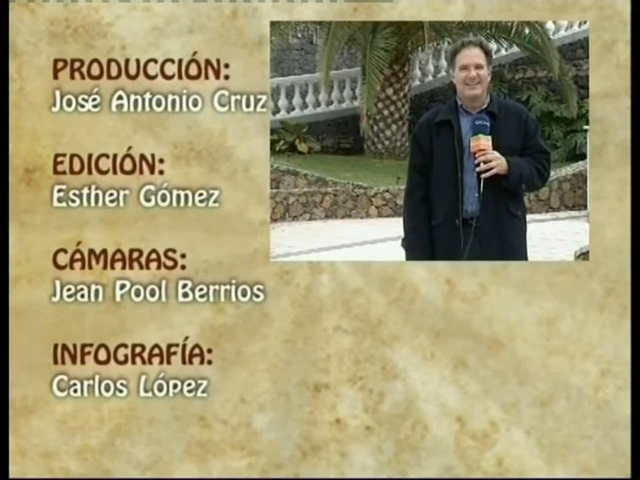 PRODUCCIÓN:
José Antonio Cruz
EDICIÓN:
Esther Gómez
CÁMARAS:
Jean Pool Berrios
INFOGRAFÍA:
Carlos López